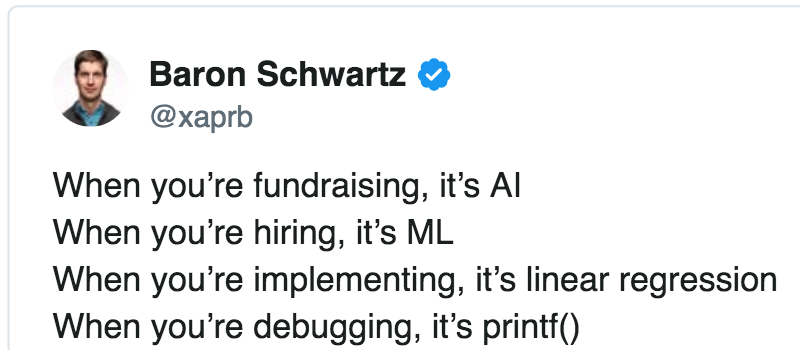 Baron Schwartz
@xaprb
When you’re fundraising, it’s AI
When you’re hiring, it’s ML
When you’re implementing, it’s linear regression
When you’re debugging, it’s printf()